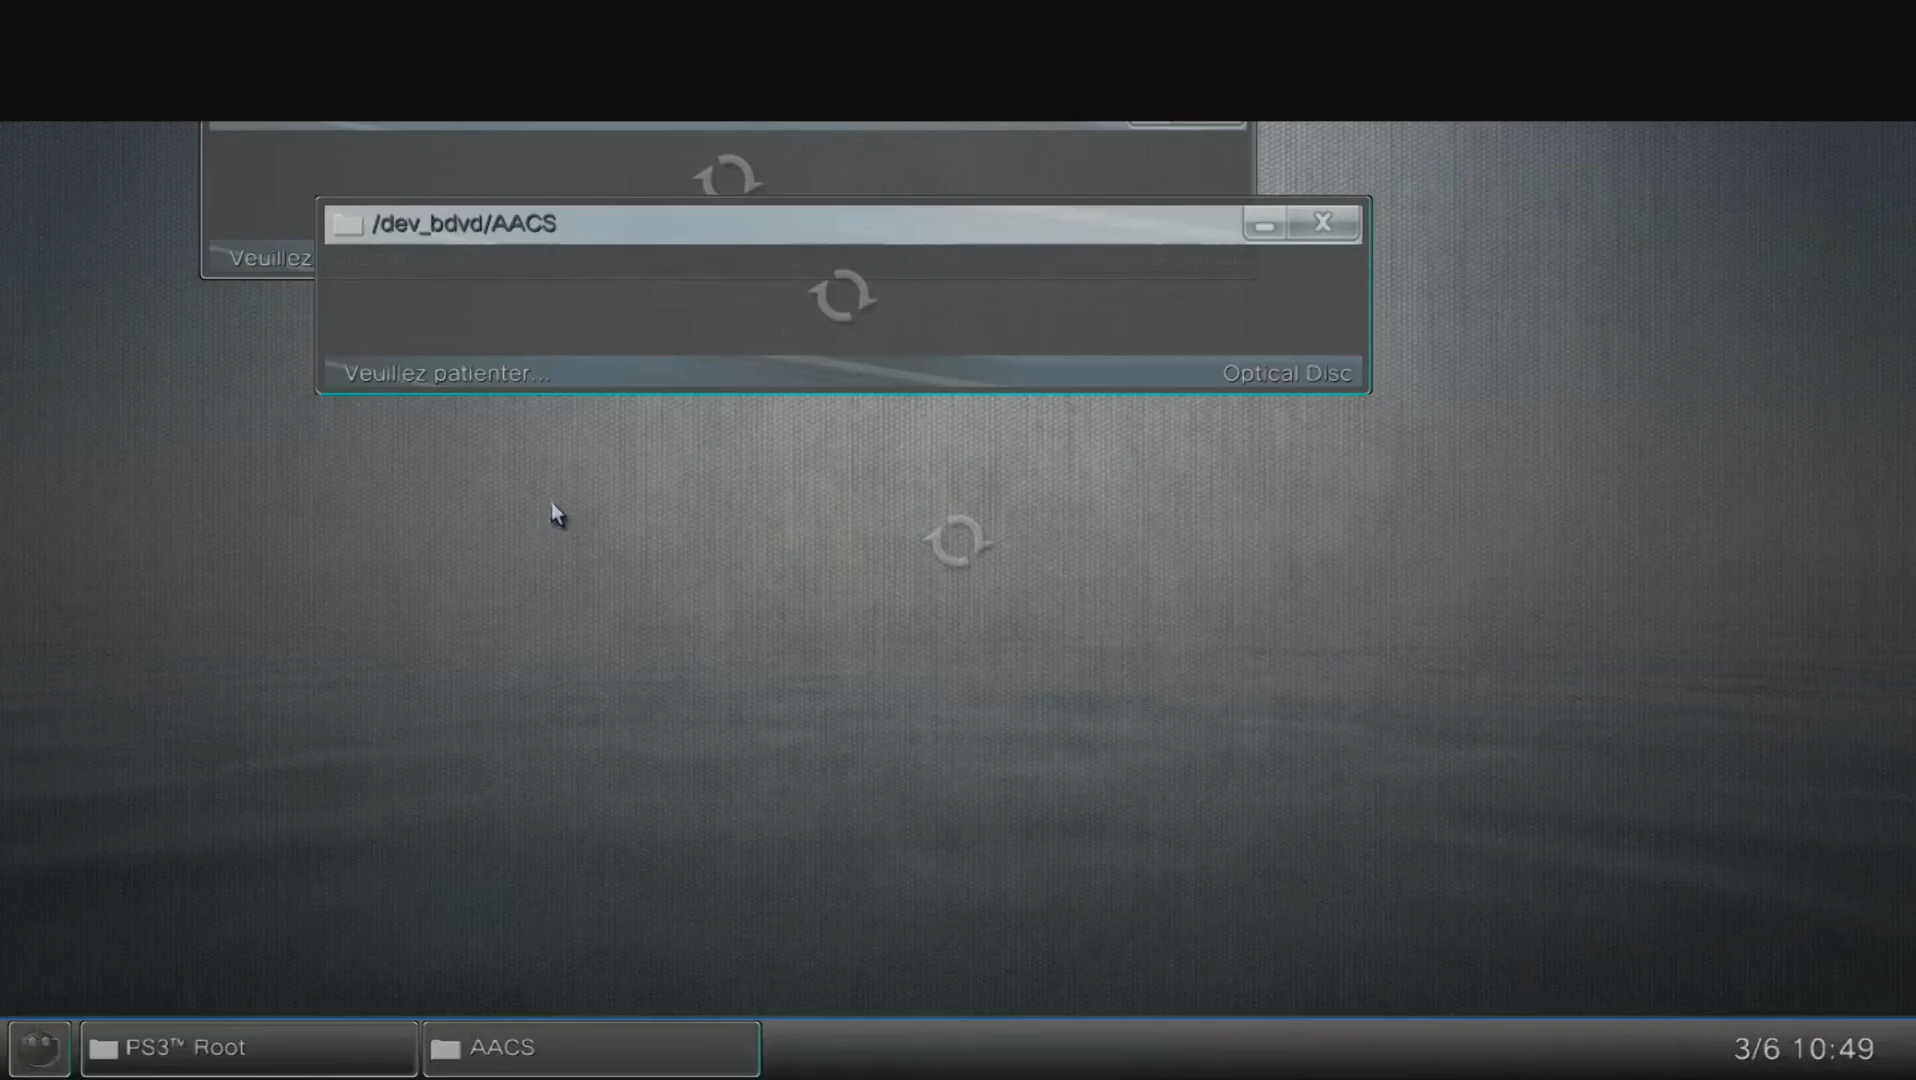 /dev_bdvd/AACS
X
Veuillez
Veuillez patienter...
Optical Disc
PS3™ Root
AACS
3/6 10:49